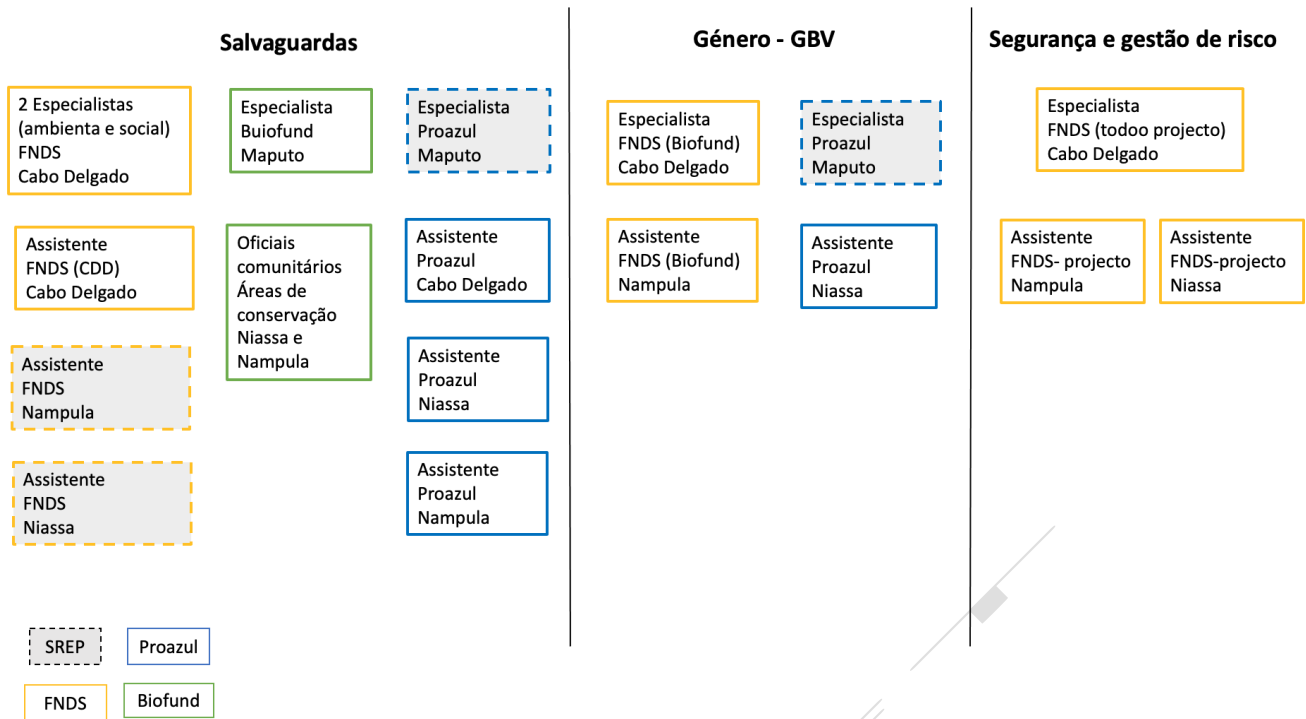 Salvaguardas
2 Especialistas
(ambienta e social)
FNDS
Cabo Delgado
Especialista
Buiofund
Maputo
Especialista
Proazul
Maputo
Assistente
FNDS (CDD)
Cabo Delgado
Oficiais
comunitários
Áreas de
conservação
Niassa e
Nampula
Assistente
Proazul
Cabo Delgado
Assistente
FNDS
Nampula
Assistente
Proazul
Niassa
Assistente
FNDS
Niassa
Assistente
Proazul
Nampula
Género - GBV
Especialista
FNDS (Biofund)
Cabo Delgado
Especialista
Proazul
Maputo
Assistente
FNDS (Biofund)
Nampula
Assistente
Proazul
Niassa
Segurança e gestão de risco
Especialista
FNDS (todoo projecto)
Cabo Delgado
Assistente
FNDS- projecto
Nampula
Assistente
FNDS-projecto
Niassa
SREP
Proazul
FNDS
Biofund